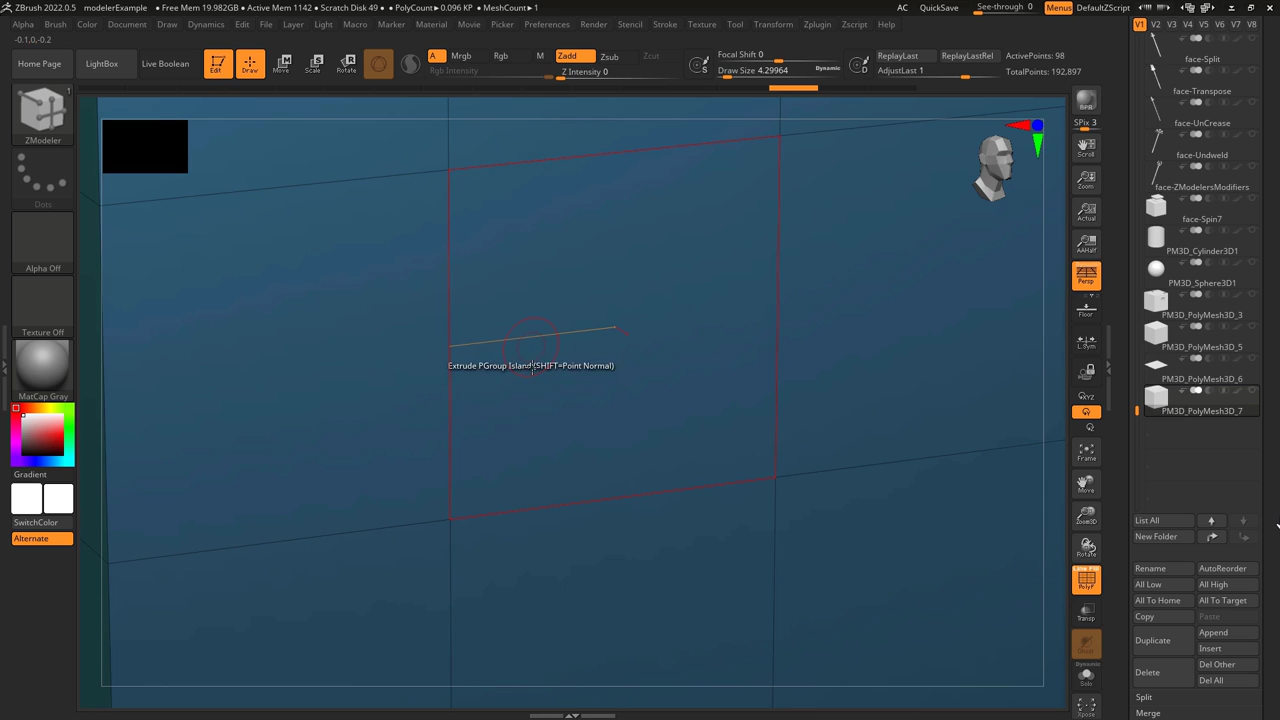 ZBrush 2022.0.5 modelerExample • Free Mem 19.982GB • Active Mem 1142 • Scratch Disk 49 • PolyCount▸0.096 KP • MeshCount▸1
AC QuickSave See-through 0 Menus DefaultZScript
Alpha Brush Color Document Draw Dynamics Edit File Layer Light Macro Marker Material Movie Picker Preferences Render Stencil Stroke Texture Tool Transform Zplugin Zscript Help
V1 V2 V3 V4 V5 V6 V7 V8
-0.1,0,-0.2
Home Page LightBox Live Boolean
Edit Draw Move Scale Rotate
A Mrgb Rgb M Zadd Zsub Zcut
Rgb Intensity Z Intensity 0
Focal Shift 0
Draw Size 4.29964 Dynamic
S D
ReplayLast ReplayLastRel
AdjustLast 1
ActivePoints: 98
TotalPoints: 192,897
1
ZModeler
Dots
Alpha Off
Texture Off
MatCap Gray
Gradient
SwitchColor
Alternate
Extrude PGroup Island (SHIFT=Point Normal)
BPR
SPix 3
Scroll
Zoom
Actual
AAHalf
Persp
Floor
L.Sym
XYZ
Y
Z
Frame
Move
Zoom3D
Rotate
Line Fill
PolyF
Transp
Ghost
Dynamic
Solo
Xpose
face-Split
face-Transpose
face-UnCrease
face-Undweld
face-ZModelersModifiers
face-Spin7
PM3D_Cylinder3D1
PM3D_Sphere3D1
PM3D_PolyMesh3D_3
PM3D_PolyMesh3D_5
PM3D_PolyMesh3D_6
PM3D_PolyMesh3D_7
List All
New Folder
Rename AutoReorder
All Low All High
All To Home All To Target
Copy Paste
Duplicate Append
Insert
Delete Del Other
Del All
Split
Merge